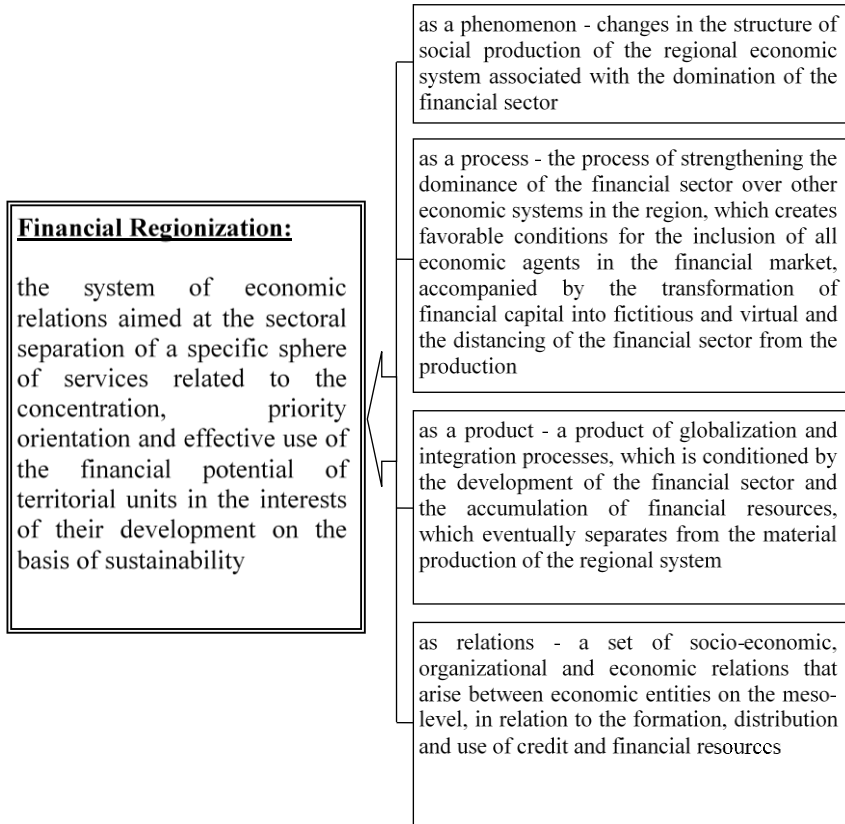 Financial Regionization:
the system of economic
relations aimed at the sectoral
separation of a specific sphere
of services related to the
concentration, priority
orientation and effective use of
the financial potential of
territorial units in the interests
of their development on the
basis of sustainability
as a phenomenon - changes in the structure of
social production of the regional economic
system associated with the domination of the
financial sector
as a process - the process of strengthening the
dominance of the financial sector over other
economic systems in the region, which creates
favorable conditions for the inclusion of all
economic agents in the financial market,
accompanied by the transformation of
financial capital into fictitious and virtual and
the distancing of the financial sector from the
production
as a product - a product of globalization and
integration processes, which is conditioned by
the development of the financial sector and
the accumulation of financial resources,
which eventually separates from the material
production of the regional system
as relations - a set of socio-economic,
organizational and economic relations that
arise between economic entities on the meso-
level, in relation to the formation, distribution
and use of credit and financial resources